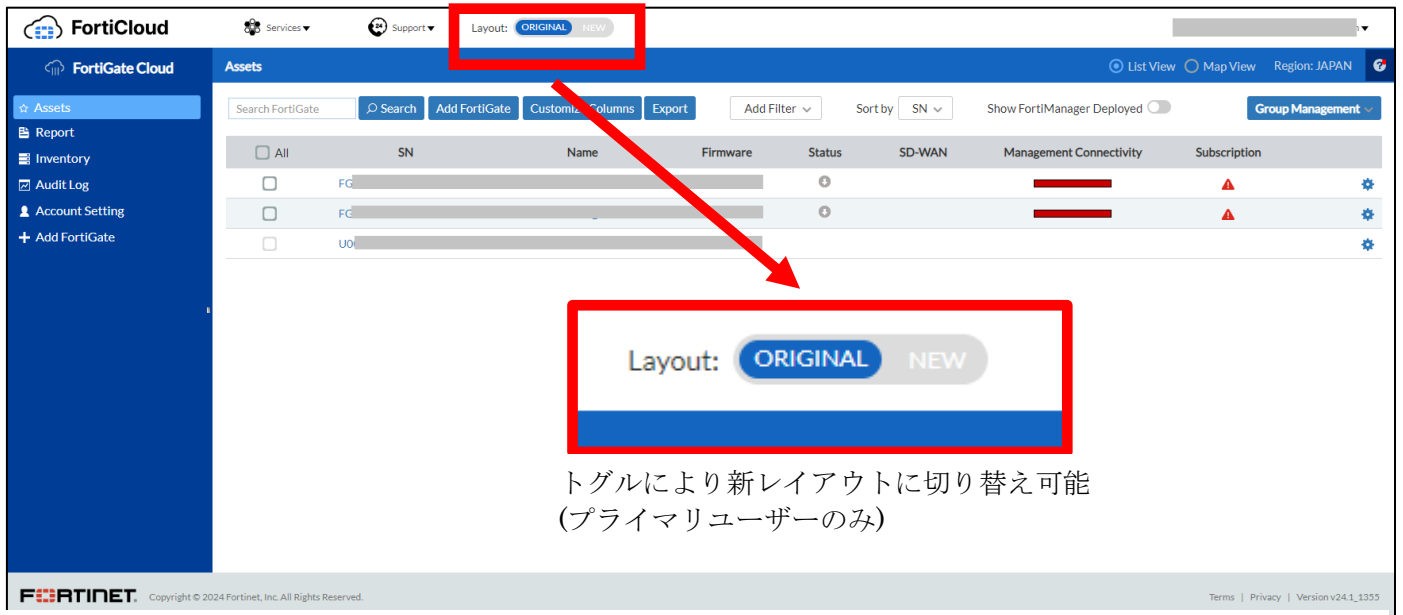 FortiCloud Services Support Layout: ORIGINAL NEW
FortiGate Cloud Assets List View Map View Region: JAPAN
Assets Search FortiGate Search Add FortiGate Export Add Filter Sort by SN Show FortiManager Deployed Group Management
Report
Inventory All SN Name Firmware Status SD-WAN Management Connectivity Subscription
Audit Log FG
Account Setting FG
+ Add FortiGate U0
Layout: ORIGINAL NEW
トグルにより新レイアウトに切り替え可能
(プライマリユーザーのみ)
FORTINET. Copyright © 2024 Fortinet, Inc. All Rights Reserved. Terms | Privacy | Version v24.1_1355